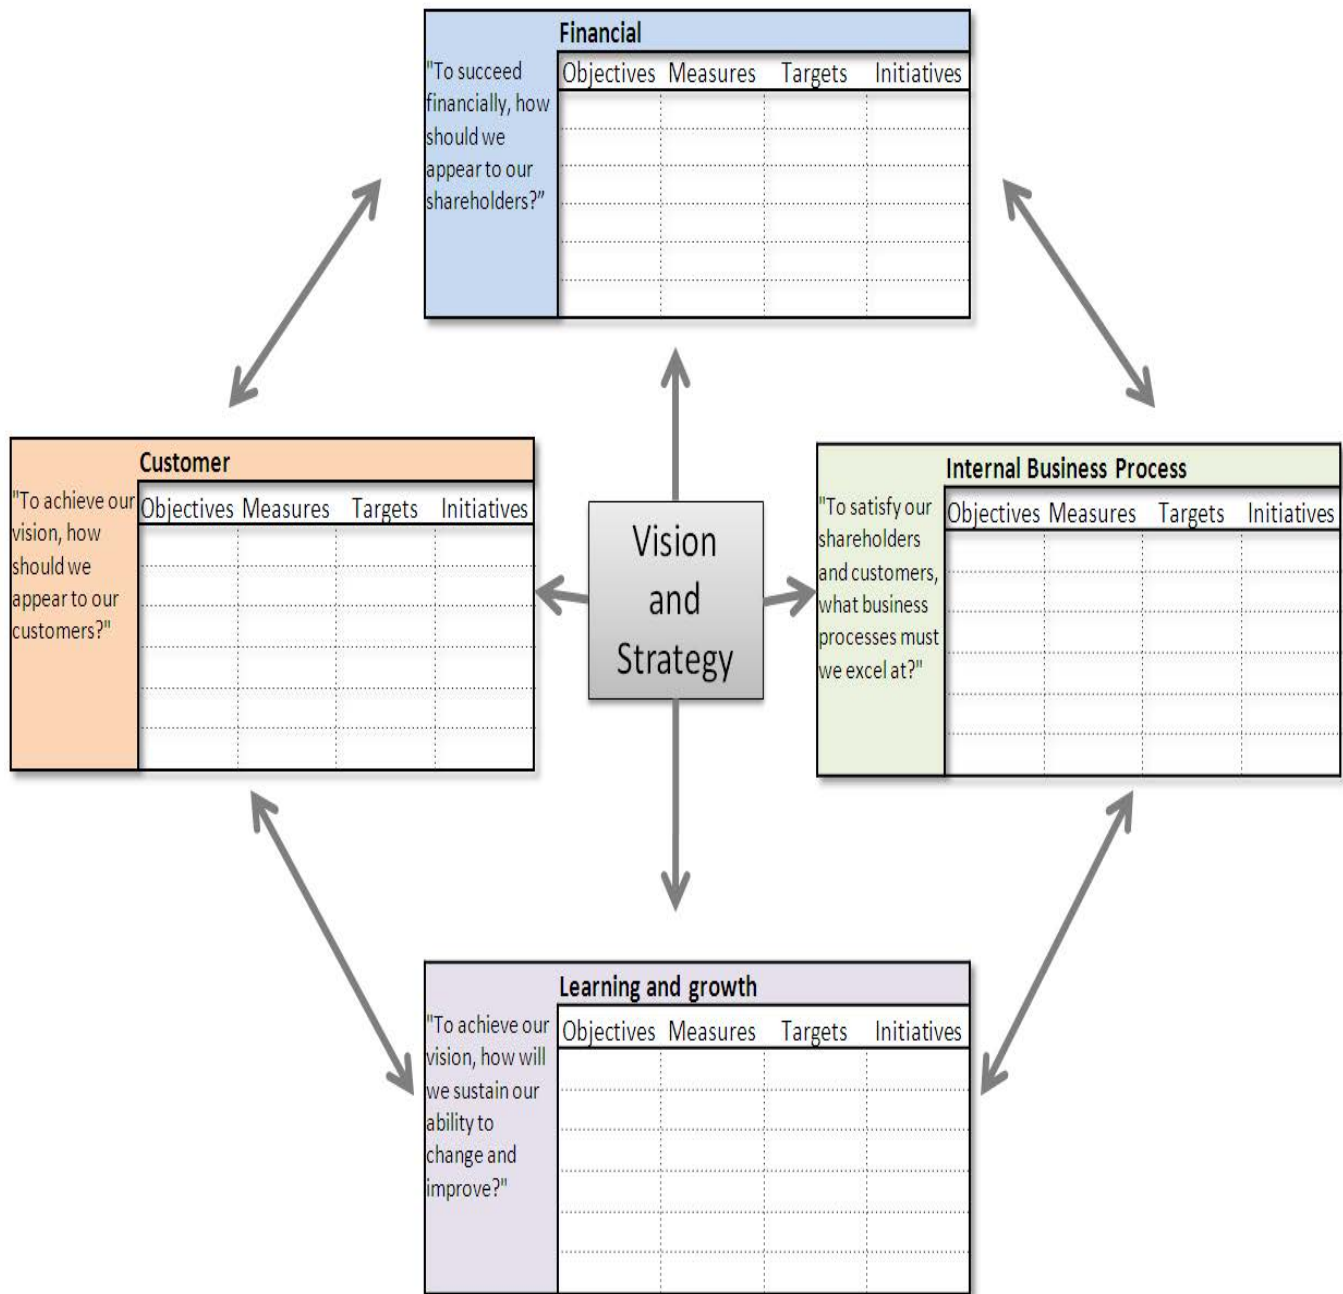 Financial
"To succeed
financially, how
should we
appear to our
shareholders?"
Objectives Measures Targets Initiatives
Customer
"To achieve our
vision, how
should we
appear to our
customers?"
Objectives Measures Targets Initiatives
Vision
and
Strategy
Internal Business Process
"To satisfy our
shareholders
and customers,
what business
processes must
we excel at?"
Objectives Measures Targets Initiatives
Learning and growth
"To achieve our
vision, how will
we sustain our
ability to
change and
improve?"
Objectives Measures Targets Initiatives